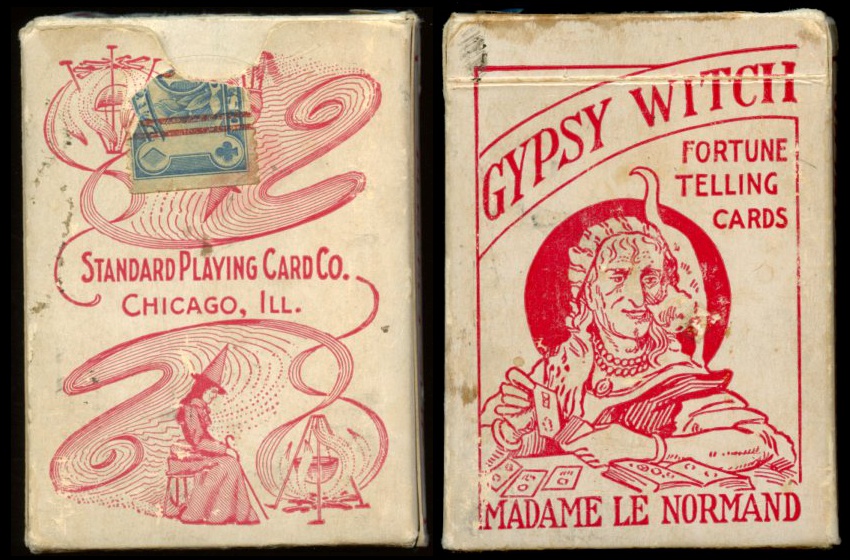 STANDARD PLAYING CARD CO.
CHICAGO, ILL.
GYPSY WITCH
FORTUNE
TELLING
CARDS
MADAME LE NORMAND